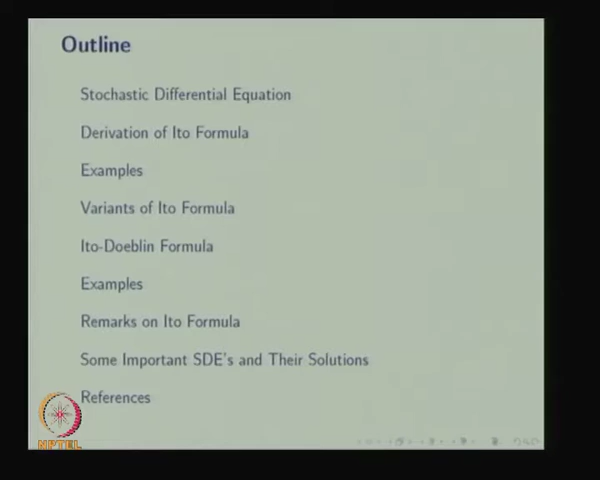 Outline
Stochastic Differential Equation
Derivation of Ito Formula
Examples
Variants of Ito Formula
Ito-Doeblin Formula
Examples
Remarks on Ito Formula
Some Important SDE's and Their Solutions
References
NPTEL